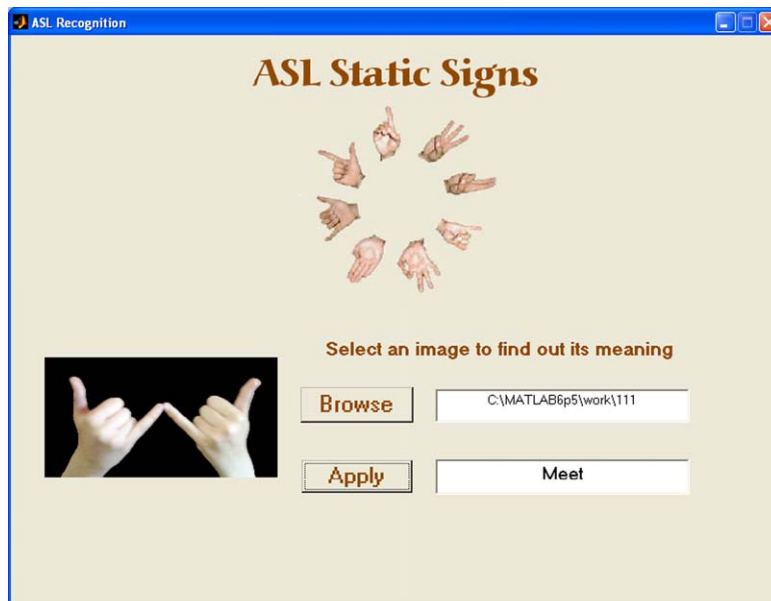 ASL Recognition
ASL Static Signs
Select an image to find out its meaning
Browse
C:\MATLAB6p5\work\111
Apply
Meet